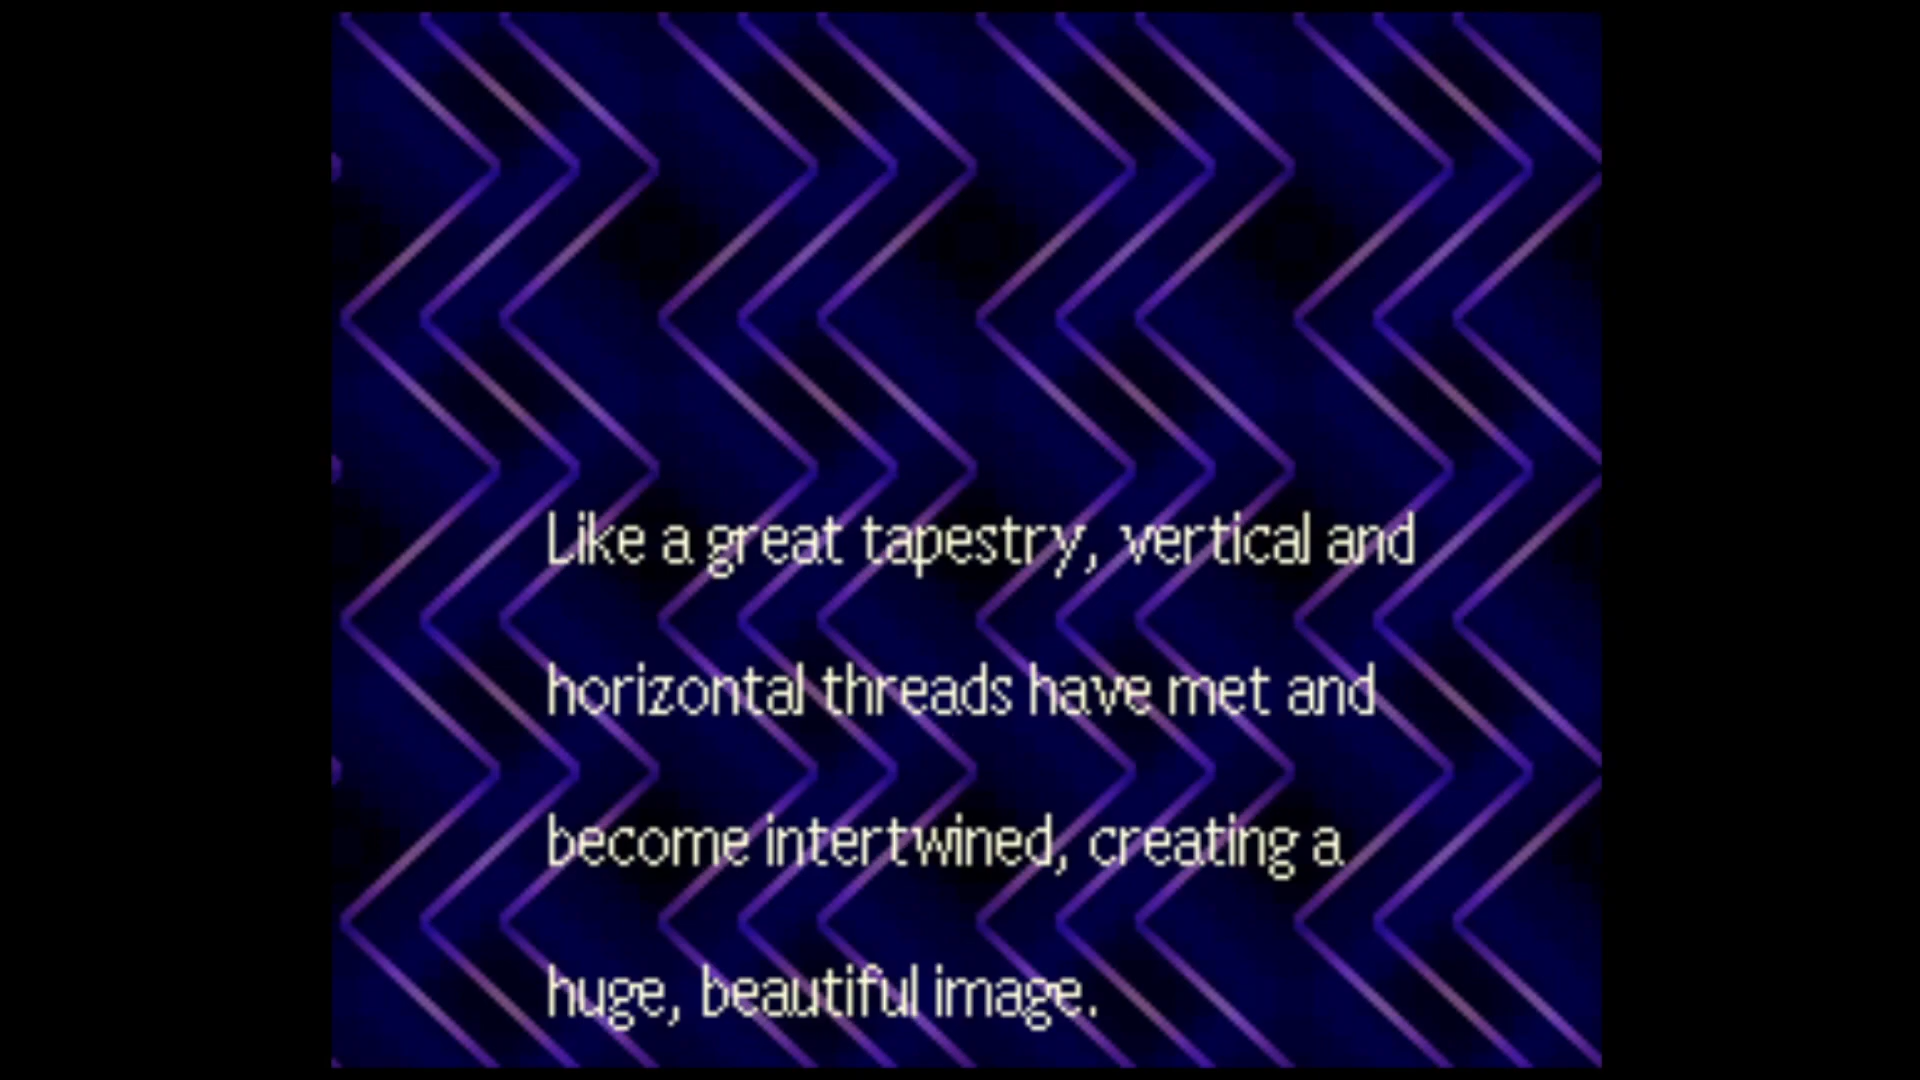 Like a great tapestry, vertical and
horizontal threads have met and
become intertwined, creating a
huge, beautiful image.